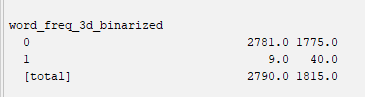 word_freq_3d_binarized
0 2781.0 1775.0
1 9.0 40.0
[total] 2790.0 1815.0